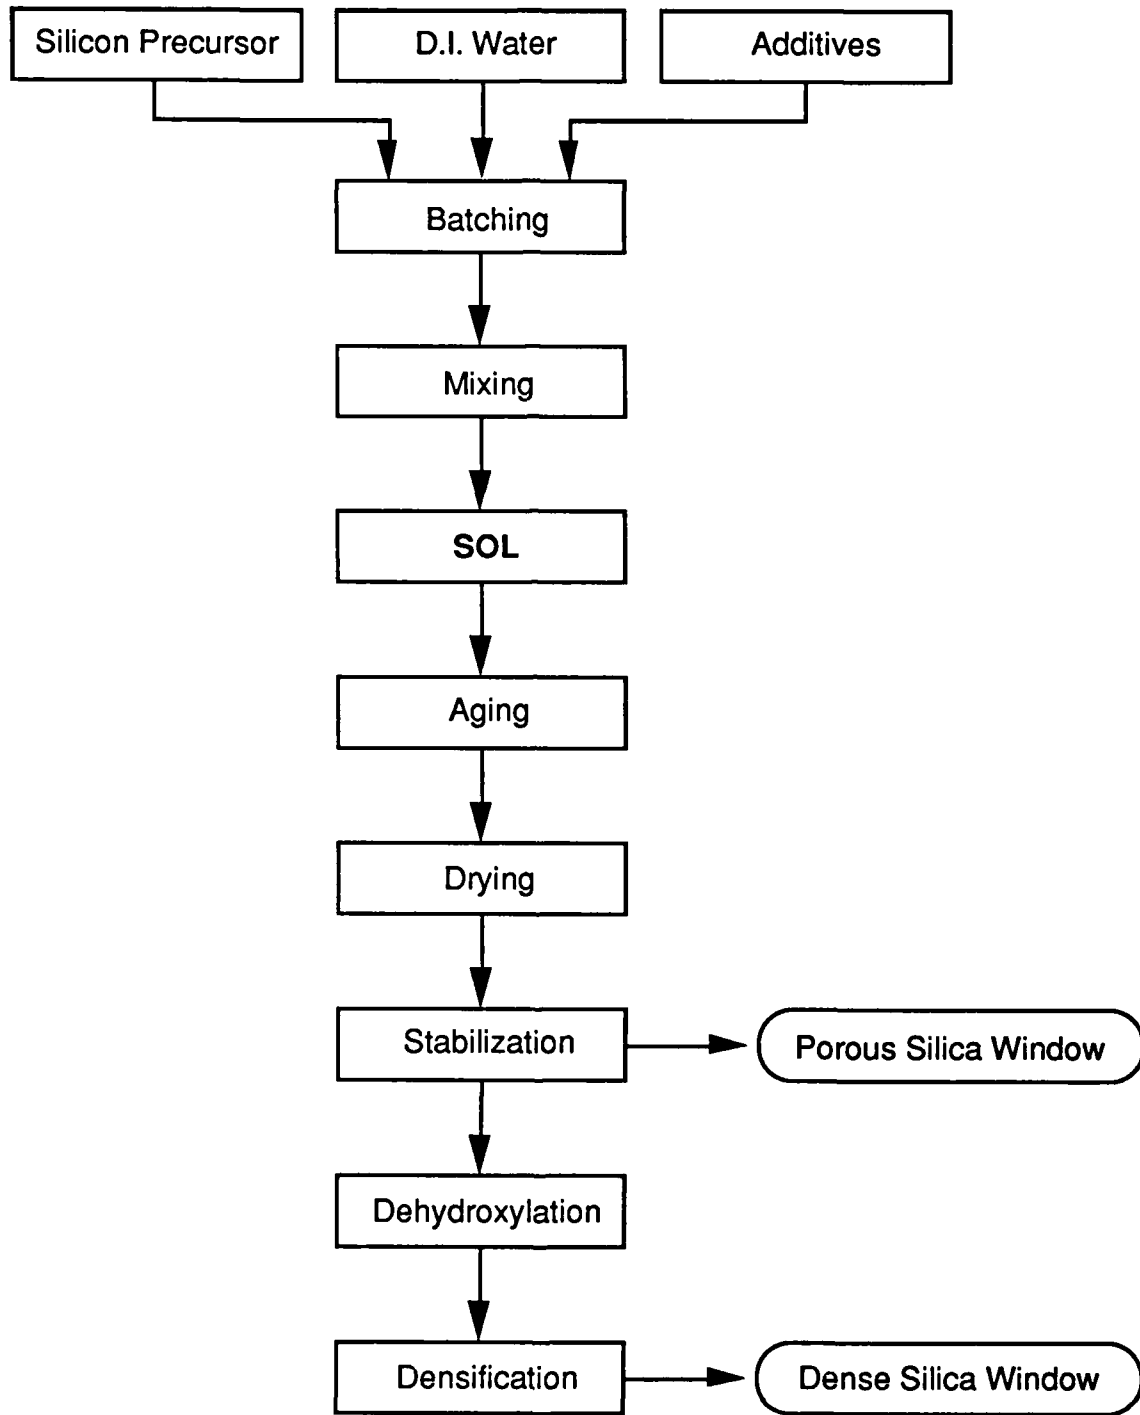 Silicon Precursor
D.I. Water
Additives
Batching
Mixing
SOL
Aging
Drying
Stabilization
Porous Silica Window
Dehydroxylation
Densification
Dense Silica Window